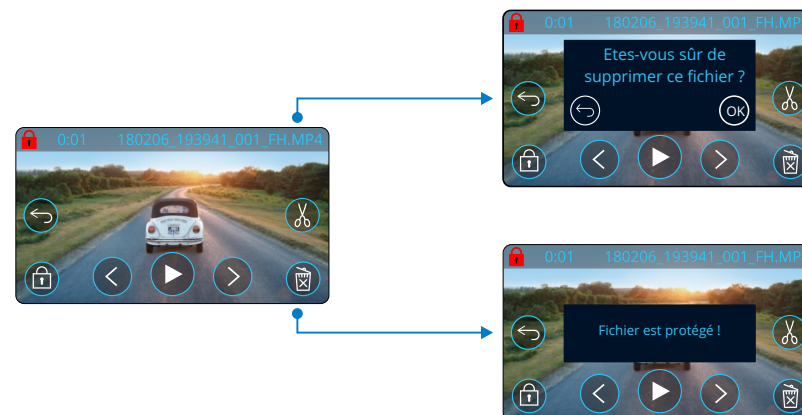 0:01 180206_193941_001_FH.MP4
0:01 180206_193941_001_FH.MP
Etes-vous sûr de
supprimer ce fichier ?
OK
0:01 180206_193941_001_FH.MP
Fichier est protégé !